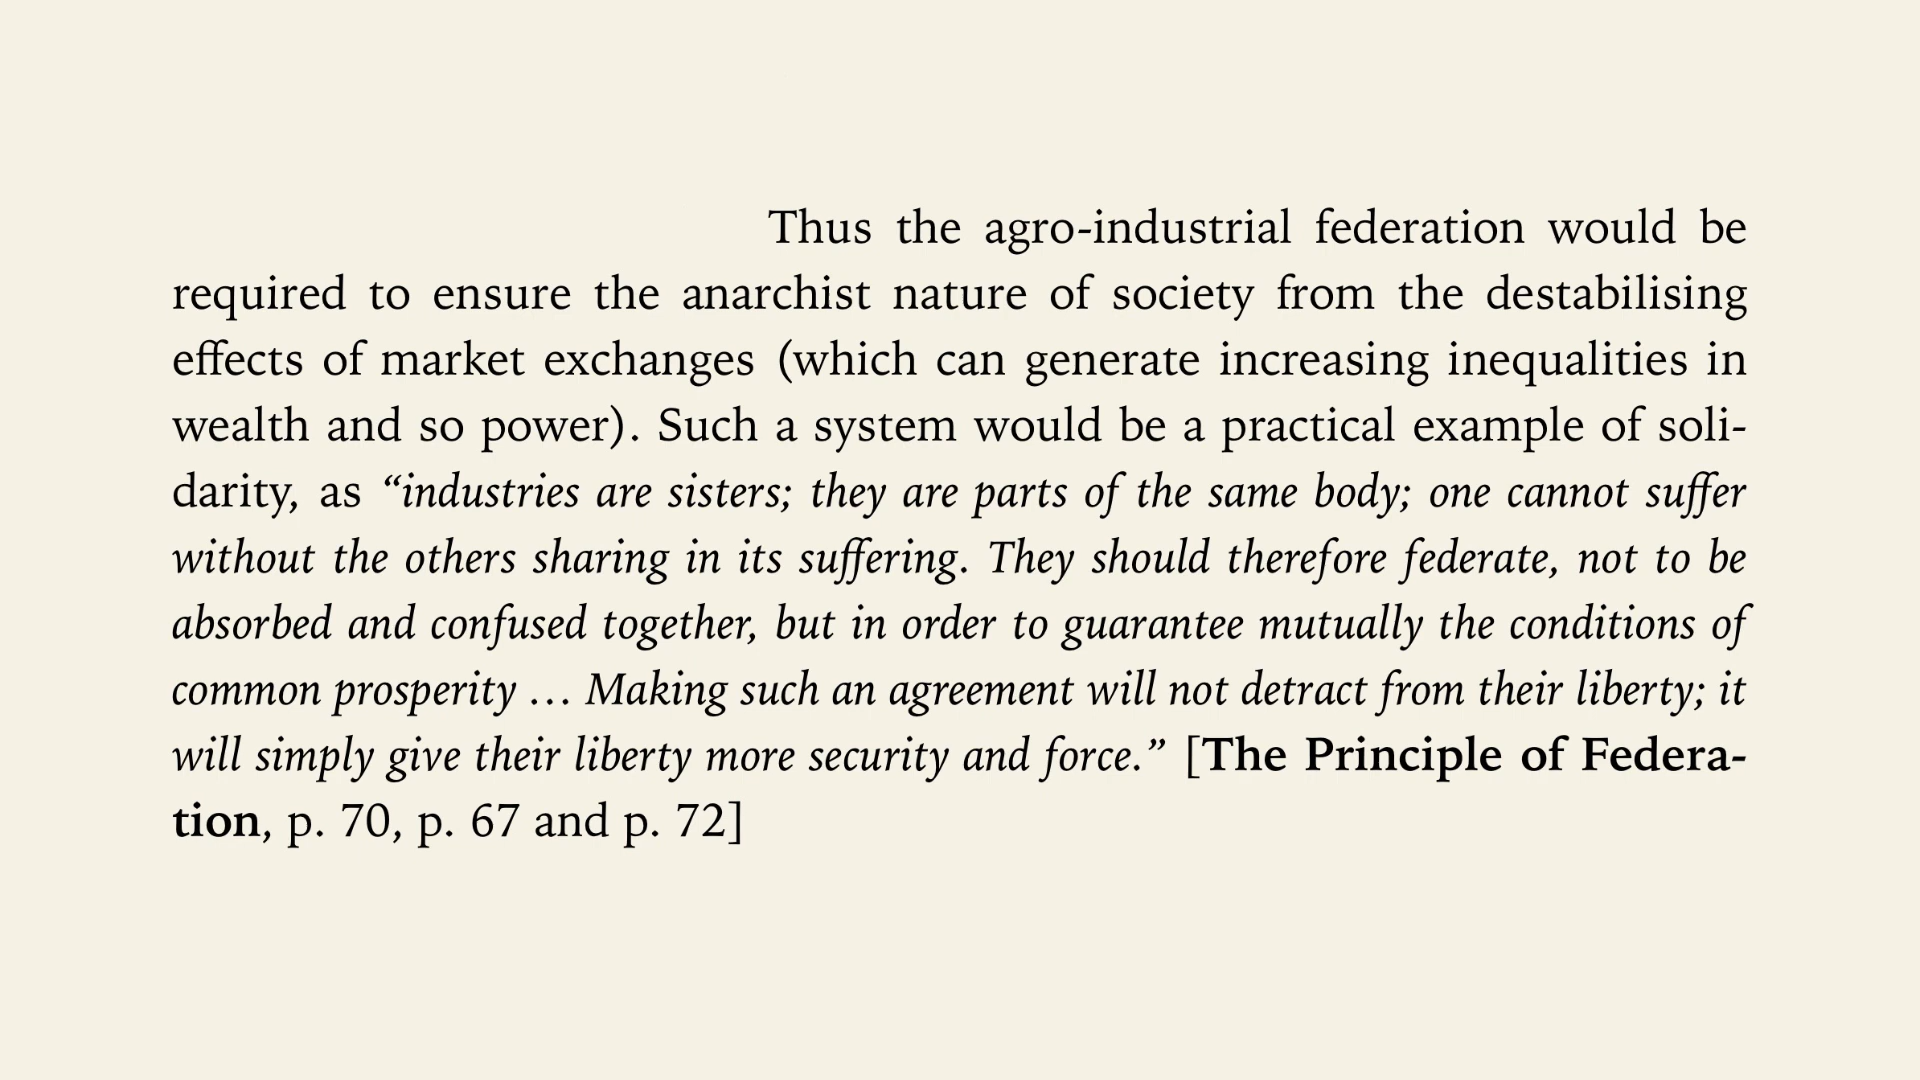 Thus the agro-industrial federation would be
required to ensure the anarchist nature of society from the destabilising
effects of market exchanges (which can generate increasing inequalities in
wealth and so power). Such a system would be a practical example of soli-
darity, as “industries are sisters; they are parts of the same body; one cannot suffer
without the others sharing in its suffering. They should therefore federate, not to be
absorbed and confused together, but in order to guarantee mutually the conditions of
common prosperity … Making such an agreement will not detract from their liberty; it
will simply give their liberty more security and force.” [The Principle of Federa-
tion, p. 70, p. 67 and p. 72]